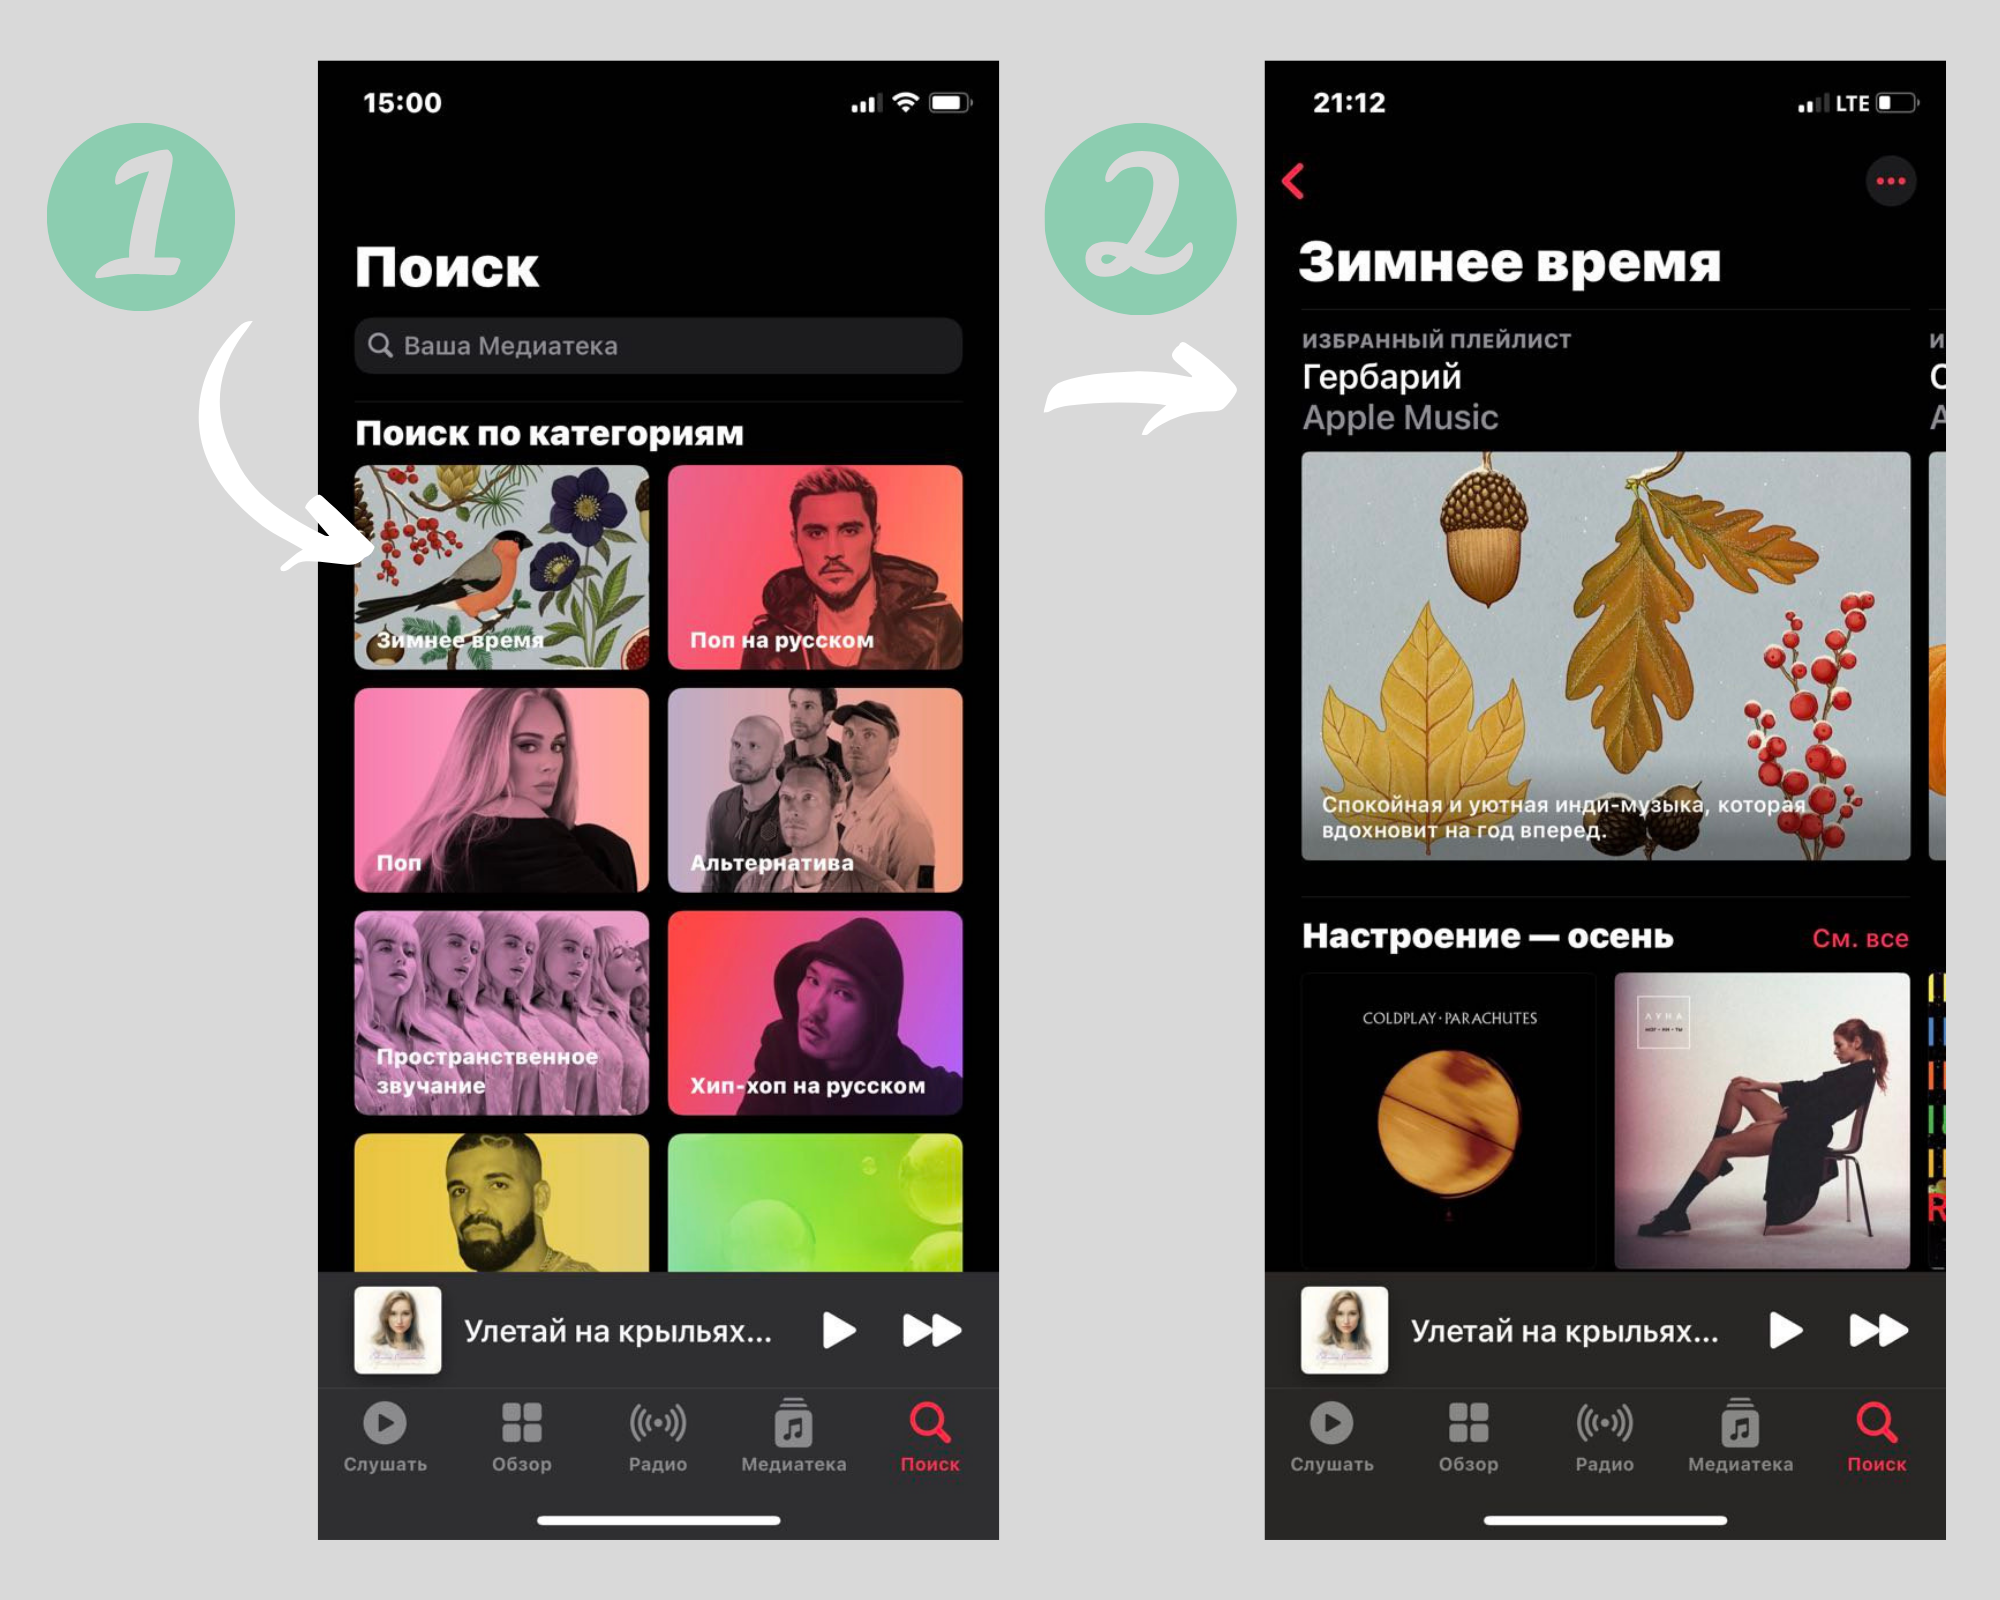 1
15:00
Поиск
Ваша Медиатека
Поиск по категориям
Зимнее время
Поп на русском
Поп
Альтернатива
Пространственное
звучание
Хип-хоп на русском
Улетай на крыльях...
Слушать
Обзор
Радио
Медиатека
Поиск
2
21:12
LTE
Зимнее время
ИЗБРАННЫЙ ПЛЕЙЛИСТ
Гербарий
Apple Music
Спокойная и уютная инди-музыка, которая
вдохновит на год вперед.
Настроение — осень
См. все
COLDPLAY · PARACHUTES
ЛУНА
Улетай на крыльях...
Слушать
Обзор
Радио
Медиатека
Поиск